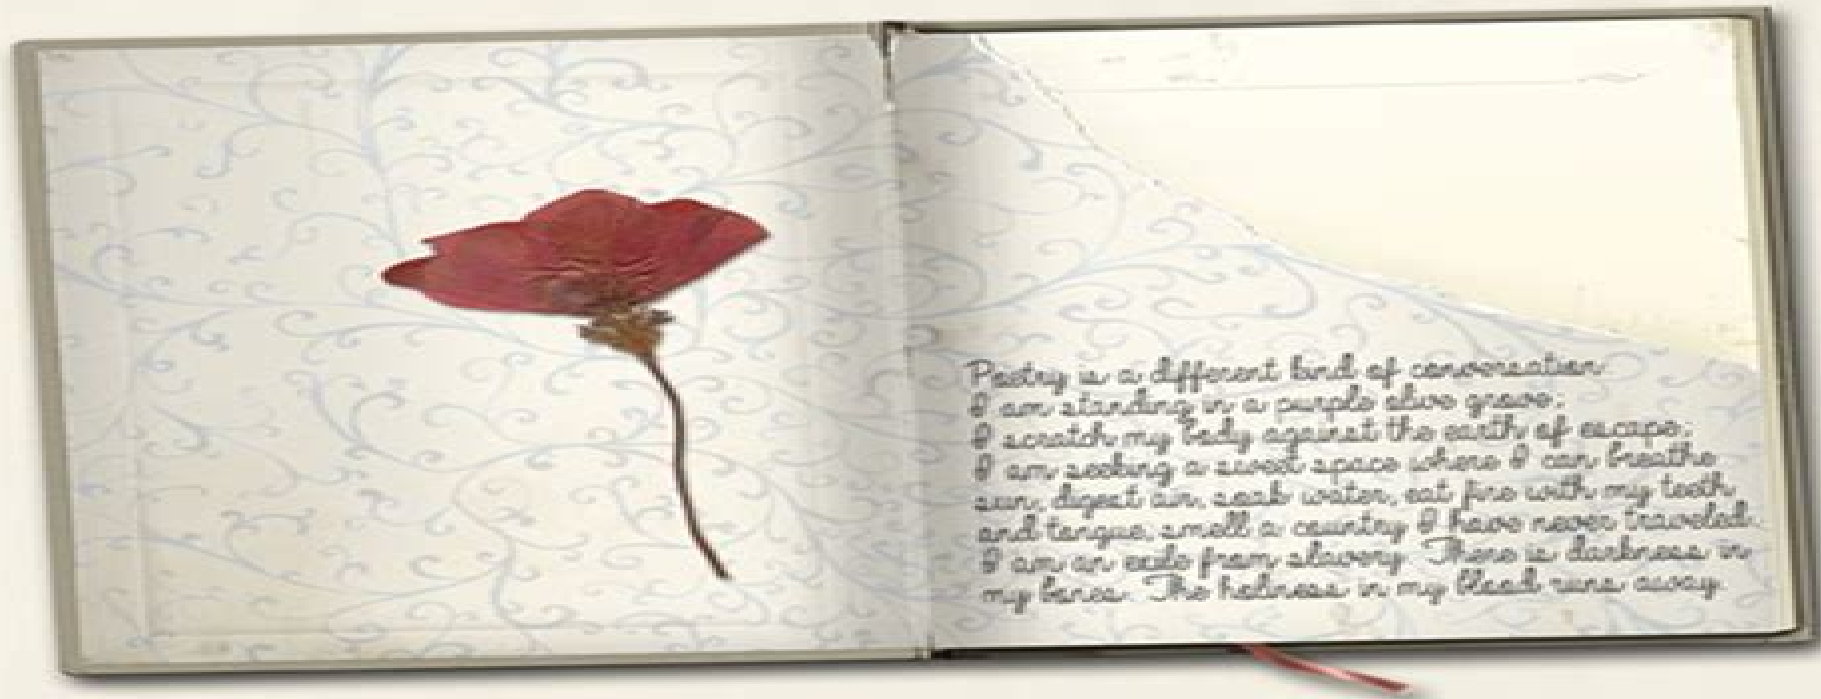 Poetry is a different kind of conversation.
I am standing in a purple olive grove;
I scratch my body against the earth of escape;
I am seeking a sweet space where I can breathe
sun, digest air, soak water, eat fire with my teeth
and tongue, smell a country I have never traveled.
I am an exile from slavery. There is darkness in
my bones. The holiness in my blood runs away